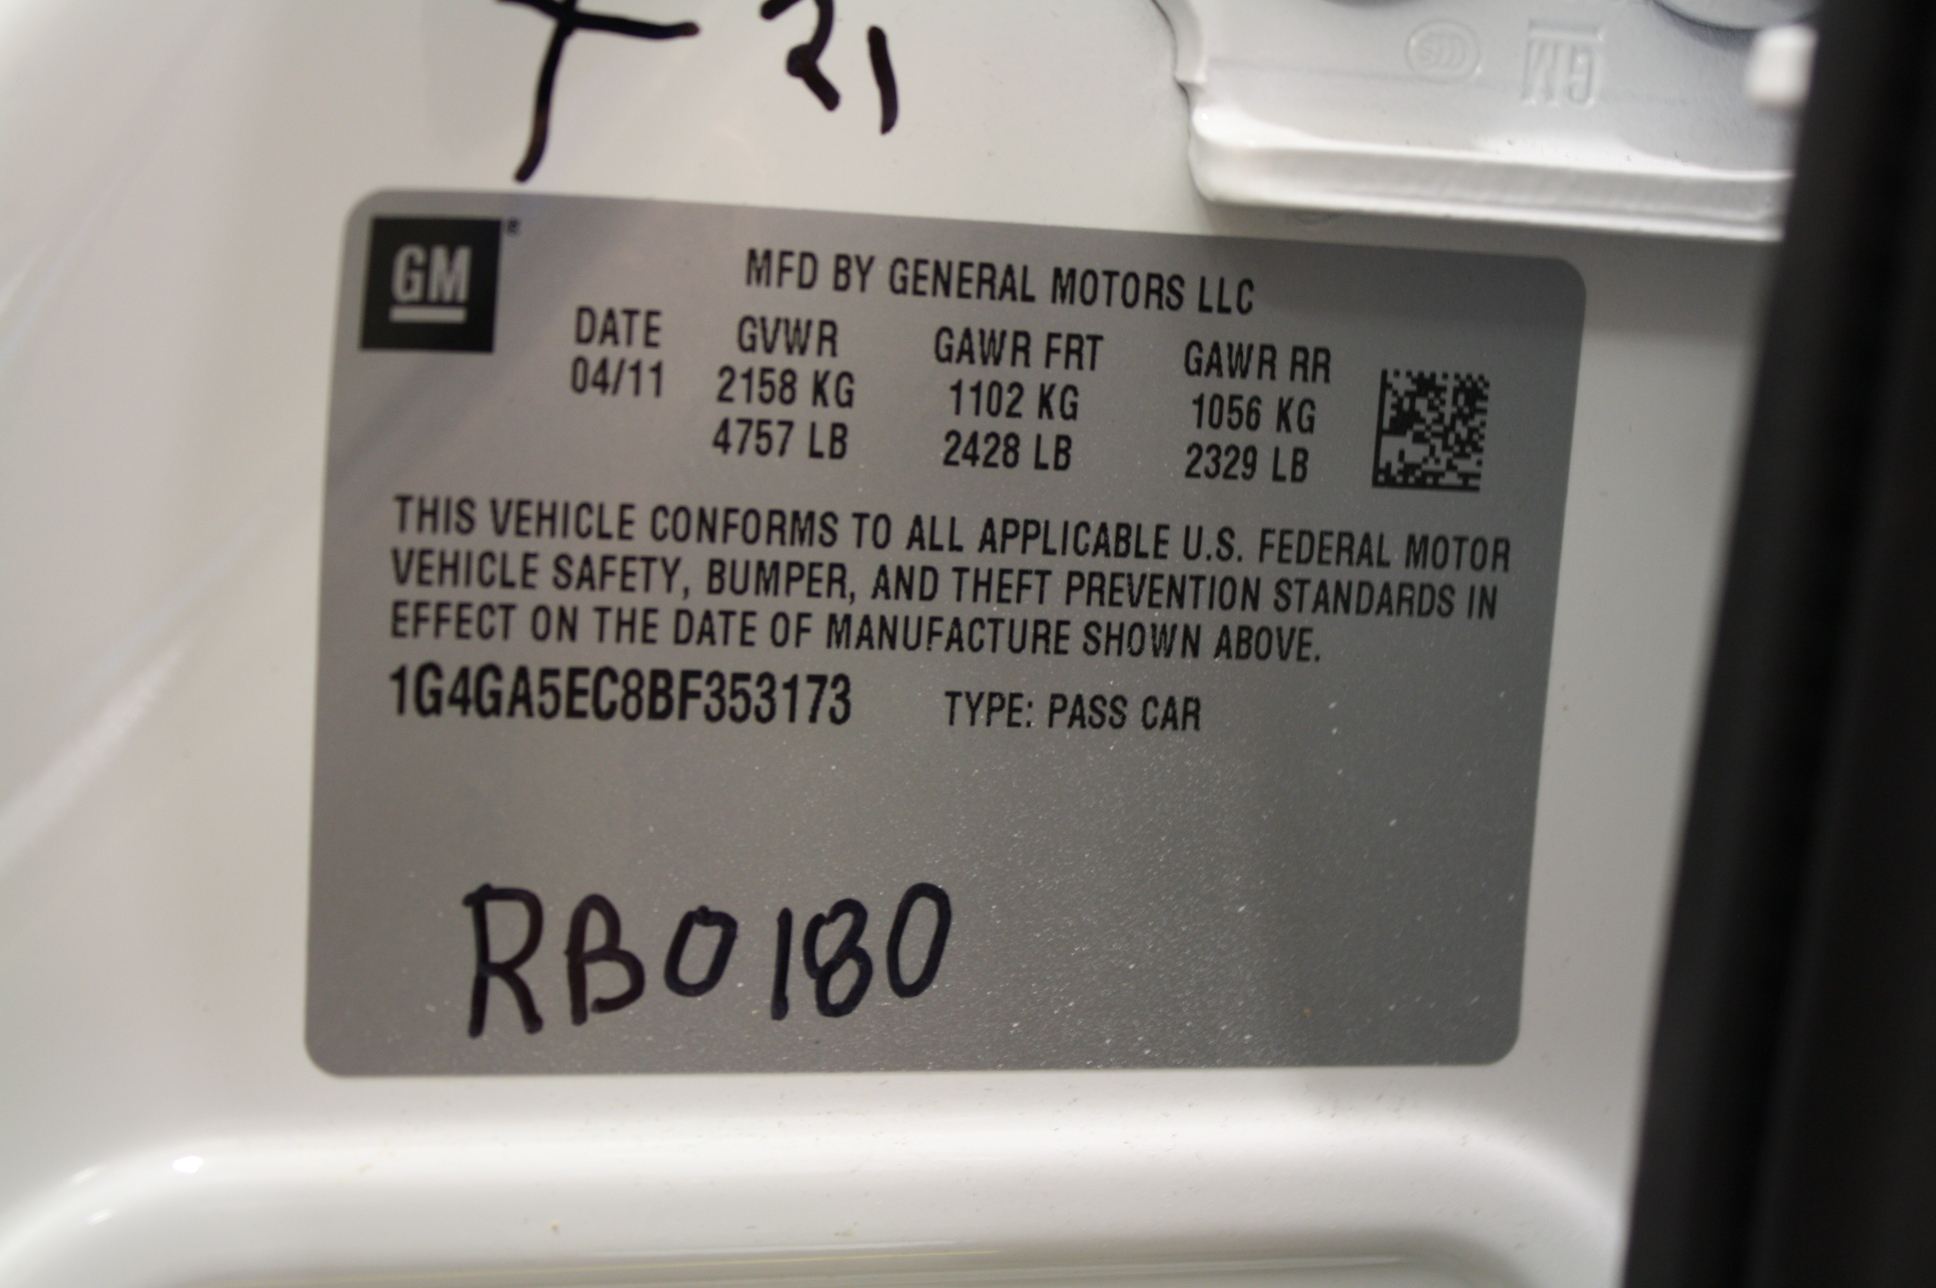 21
GM
GM®
MFD BY GENERAL MOTORS LLC
DATE GVWR GAWR FRT GAWR RR
04/11 2158 KG 1102 KG 1056 KG
4757 LB 2428 LB 2329 LB
THIS VEHICLE CONFORMS TO ALL APPLICABLE U.S. FEDERAL MOTOR
VEHICLE SAFETY, BUMPER, AND THEFT PREVENTION STANDARDS IN
EFFECT ON THE DATE OF MANUFACTURE SHOWN ABOVE.
1G4GA5EC8BF353173 TYPE: PASS CAR
RB0180